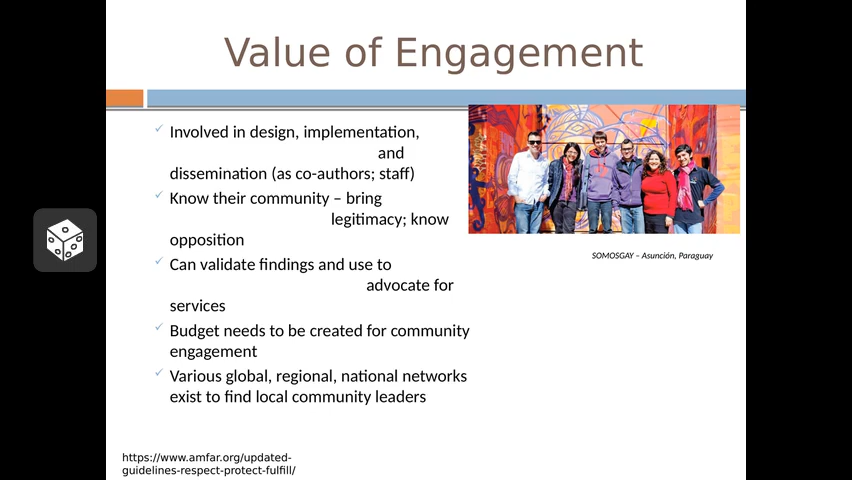 Value of Engagement
Involved in design, implementation,
and
dissemination (as co-authors; staff)
Know their community – bring
legitimacy; know
opposition
Can validate findings and use to
advocate for
services
Budget needs to be created for community
engagement
Various global, regional, national networks
exist to find local community leaders
SOMOSGAY – Asunción, Paraguay
https://www.amfar.org/updated-
guidelines-respect-protect-fulfill/